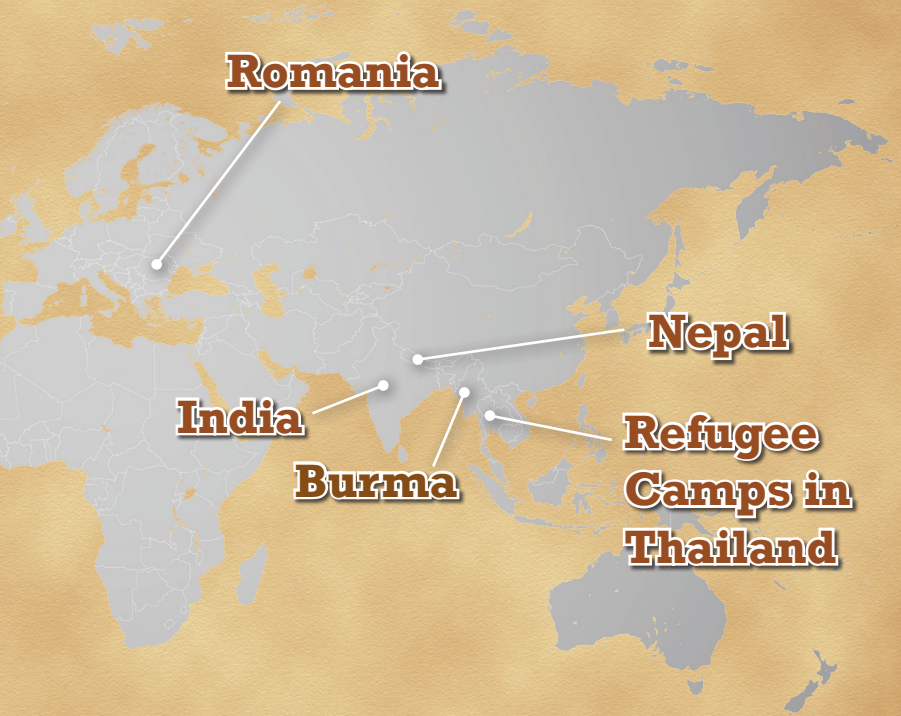 Romania
Nepal
India
Refugee
Camps in
Thailand
Burma